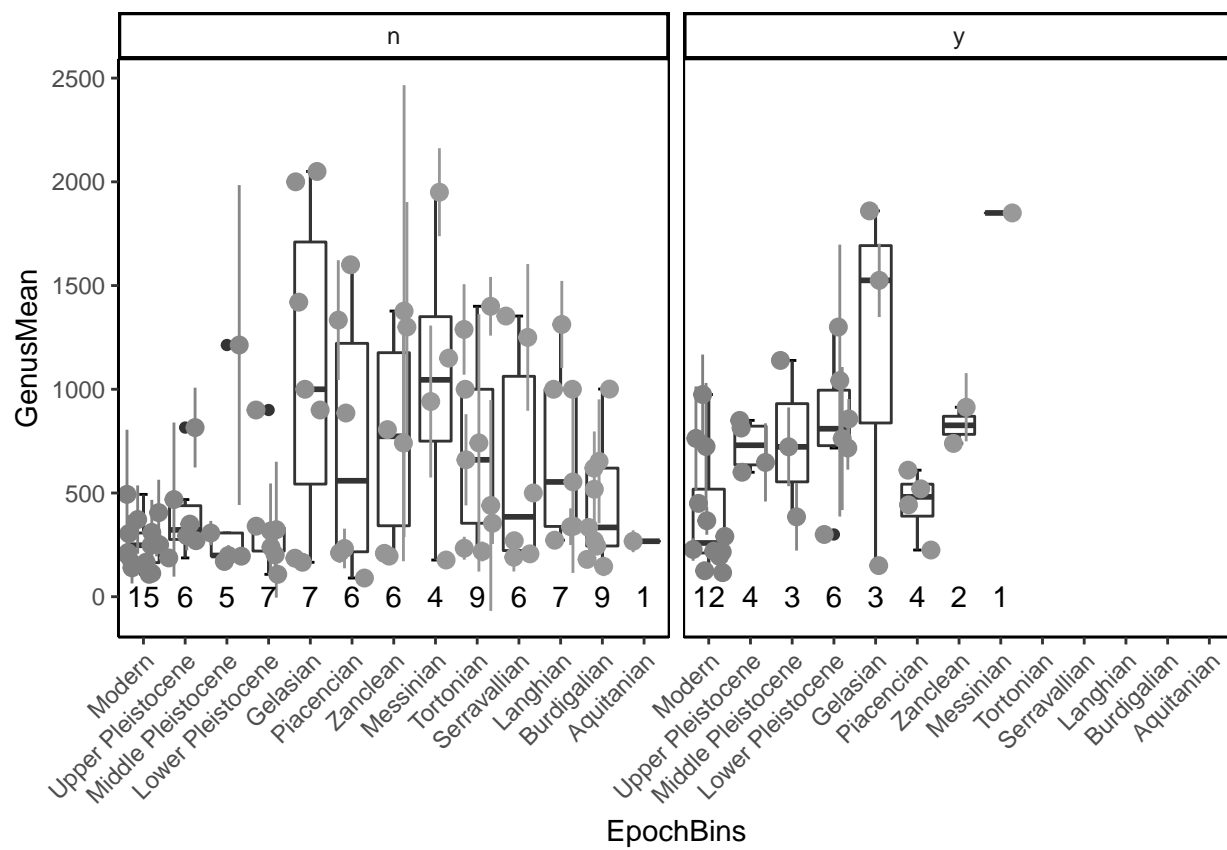 n y
GenusMean
2500
2000
1500
1000
500
0
15 6 5 7 7 6 6 4 9 6 7 9 1
12 4 3 6 3 4 2 1
Modern
Upper Pleistocene
Middle Pleistocene
Lower Pleistocene
Gelasian
Piacencian
Zanclean
Messinian
Tortonian
Serravallian
Langhian
Burdigalian
Aquitanian
Modern
Upper Pleistocene
Middle Pleistocene
Lower Pleistocene
Gelasian
Piacencian
Zanclean
Messinian
Tortonian
Serravallian
Langhian
Burdigalian
Aquitanian
EpochBins